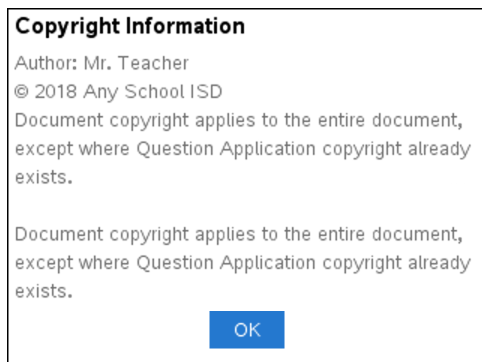 Copyright Information
Author: Mr. Teacher
© 2018 Any School ISD
Document copyright applies to the entire document,
except where Question Application copyright already
exists.
Document copyright applies to the entire document,
except where Question Application copyright already
exists.
OK